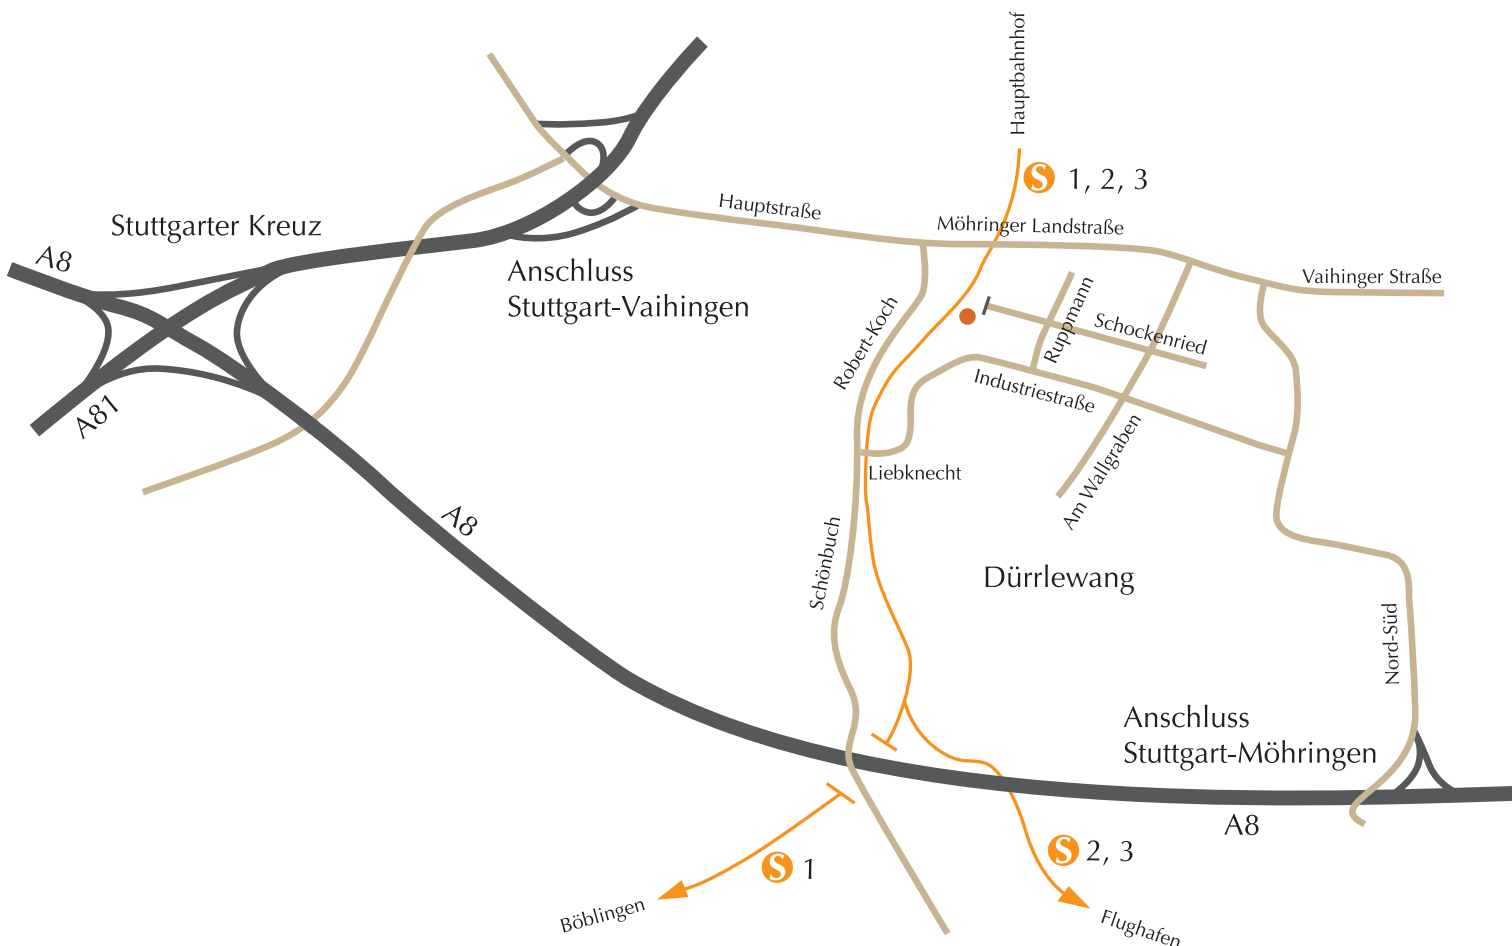 Hauptbahnhof
S 1, 2, 3
Hauptstraße
Möhringer Landstraße
Stuttgarter Kreuz
A8
Anschluss
Stuttgart-Vaihingen
Vaihinger Straße
Robert-Koch
Ruppmann
Schockenried
Industriestraße
A81
Am Wallgraben
Liebknecht
A8
Schönbuch
Dürrlewang
Nord-Süd
Anschluss
Stuttgart-Möhringen
A8
S 2, 3
S 1
Böblingen
Flughafen